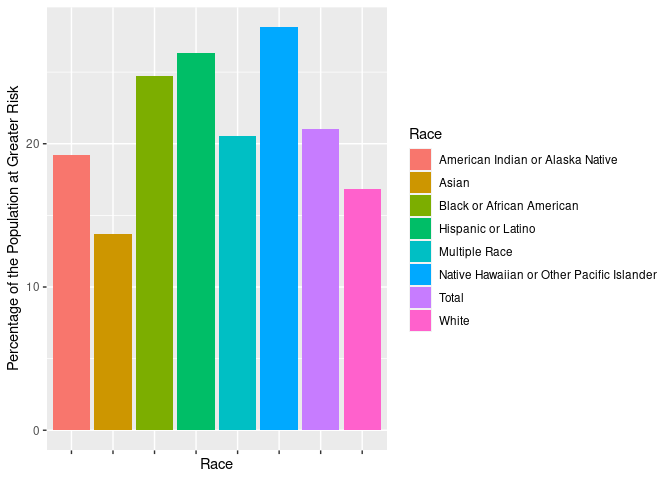 Percentage of the Population at Greater Risk
20
10
0
Race
Race
American Indian or Alaska Native
Asian
Black or African American
Hispanic or Latino
Multiple Race
Native Hawaiian or Other Pacific Islander
Total
White